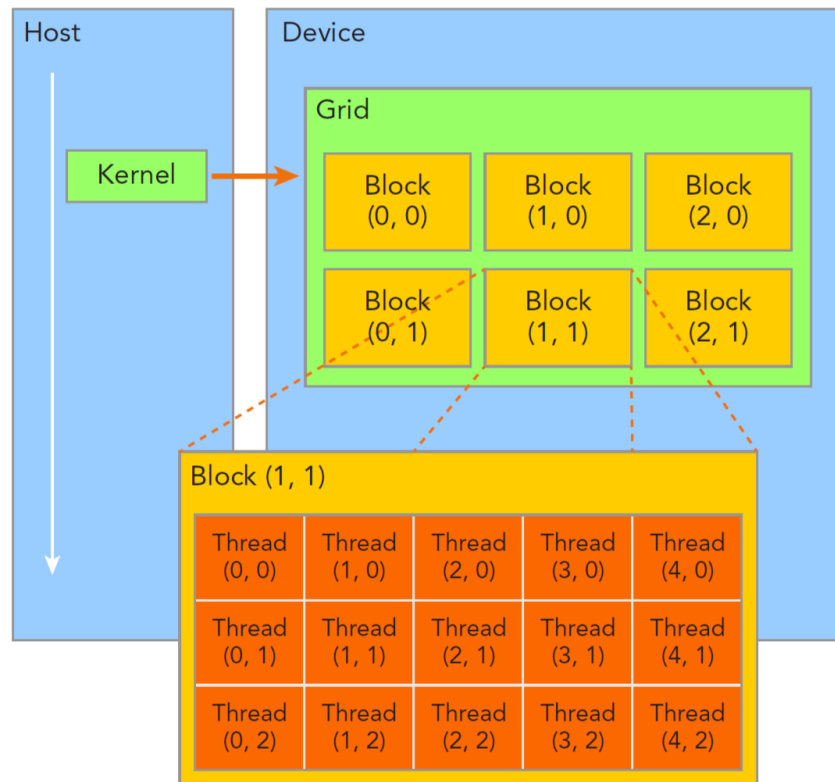 Host
Device
Grid
Kernel
Block
(0, 0)
Block
(1, 0)
Block
(2, 0)
Block
(0, 1)
Block
(1, 1)
Block
(2, 1)
Block (1, 1)
Thread
(0, 0)
Thread
(1, 0)
Thread
(2, 0)
Thread
(3, 0)
Thread
(4, 0)
Thread
(0, 1)
Thread
(1, 1)
Thread
(2, 1)
Thread
(3, 1)
Thread
(4, 1)
Thread
(0, 2)
Thread
(1, 2)
Thread
(2, 2)
Thread
(3, 2)
Thread
(4, 2)